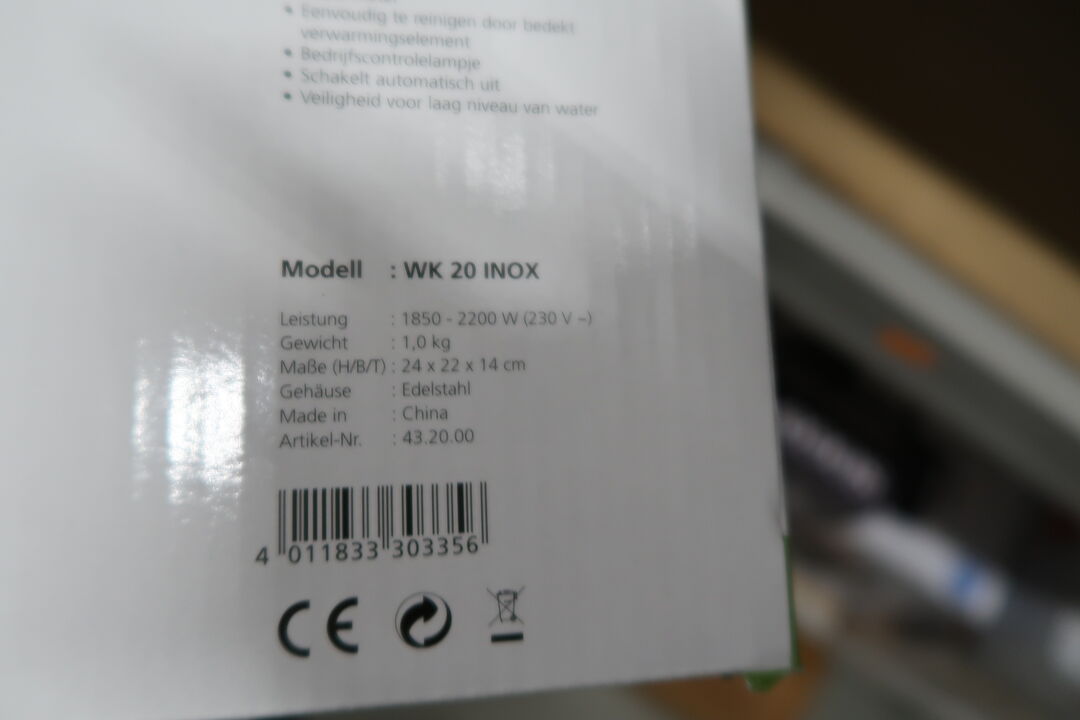 • Eenvoudig te reinigen door bedekt
verwarmingselement
• Bedrijfscontrolelampje
• Schakelt automatisch uit
• Veiligheid voor laag niveau van water
Modell : WK 20 INOX
Leistung : 1850 - 2200 W (230 V ~)
Gewicht : 1,0 kg
Maße (H/B/T) : 24 x 22 x 14 cm
Gehäuse : Edelstahl
Made in : China
Artikel-Nr. : 43.20.00
4 011833 303356
CE